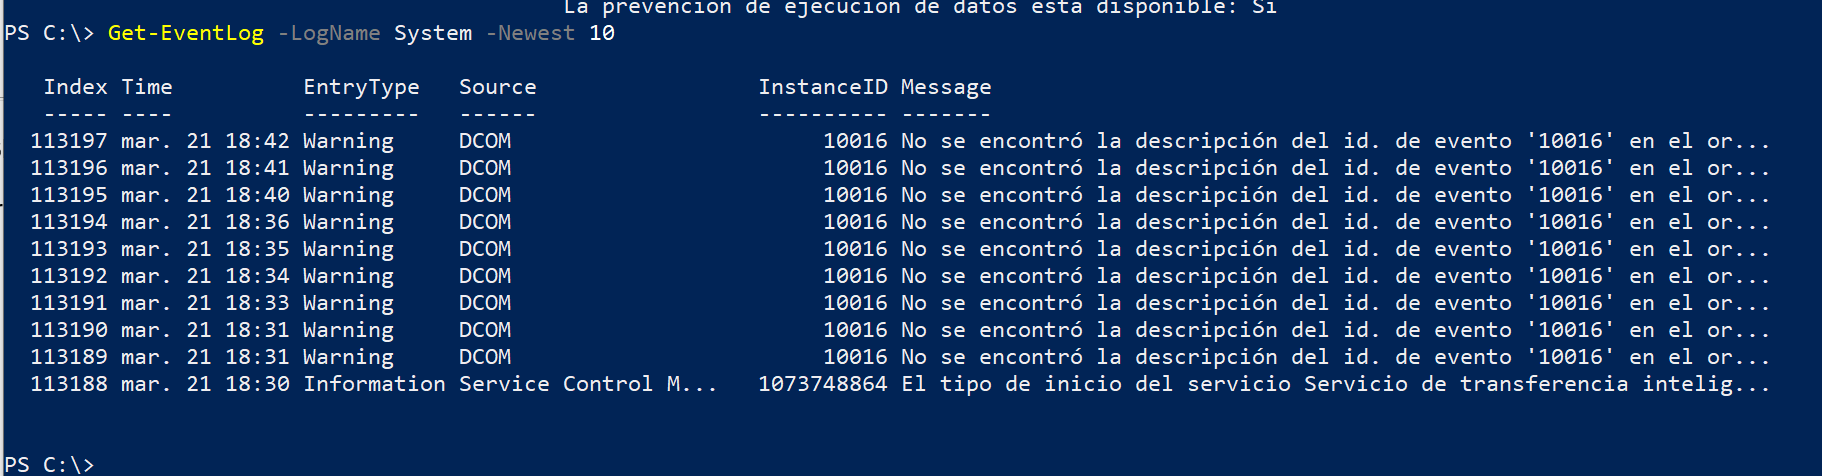 La prevención de ejecución de datos está disponible: Sí
PS C:\> Get-EventLog -LogName System -Newest 10
Index Time EntryType Source InstanceID Message
----- ---- --------- ------ ---------- -------
113197 mar. 21 18:42 Warning DCOM 10016 No se encontró la descripción del id. de evento '10016' en el or...
113196 mar. 21 18:41 Warning DCOM 10016 No se encontró la descripción del id. de evento '10016' en el or...
113195 mar. 21 18:40 Warning DCOM 10016 No se encontró la descripción del id. de evento '10016' en el or...
113194 mar. 21 18:36 Warning DCOM 10016 No se encontró la descripción del id. de evento '10016' en el or...
113193 mar. 21 18:35 Warning DCOM 10016 No se encontró la descripción del id. de evento '10016' en el or...
113192 mar. 21 18:34 Warning DCOM 10016 No se encontró la descripción del id. de evento '10016' en el or...
113191 mar. 21 18:33 Warning DCOM 10016 No se encontró la descripción del id. de evento '10016' en el or...
113190 mar. 21 18:31 Warning DCOM 10016 No se encontró la descripción del id. de evento '10016' en el or...
113189 mar. 21 18:31 Warning DCOM 10016 No se encontró la descripción del id. de evento '10016' en el or...
113188 mar. 21 18:30 Information Service Control M... 1073748864 El tipo de inicio del servicio Servicio de transferencia intelig...
PS C:\>